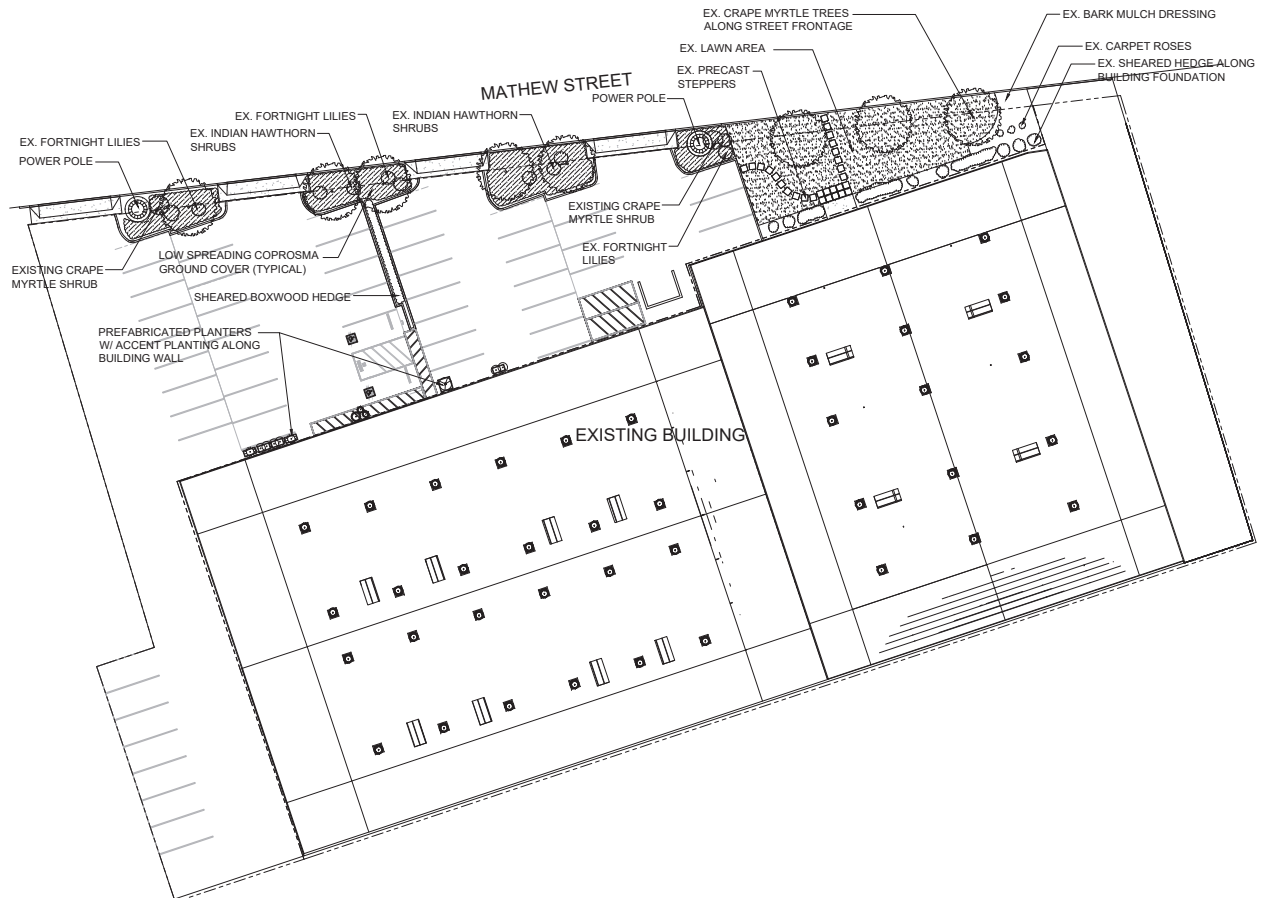 EX. CRAPE MYRTLE TREES
ALONG STREET FRONTAGE
EX. BARK MULCH DRESSING
EX. LAWN AREA
EX. CARPET ROSES
EX. PRECAST
STEPPERS
EX. SHEARED HEDGE ALONG
BUILDING FOUNDATION
MATHEW STREET
POWER POLE
EX. FORTNIGHT LILIES
EX. INDIAN HAWTHORN
SHRUBS
EX. INDIAN HAWTHORN
SHRUBS
EX. FORTNIGHT LILIES
POWER POLE
EXISTING CRAPE
MYRTLE SHRUB
EX. FORTNIGHT
LILIES
LOW SPREADING COPROSMA
GROUND COVER (TYPICAL)
EXISTING CRAPE
MYRTLE SHRUB
SHEARED BOXWOOD HEDGE
PREFABRICATED PLANTERS
W/ ACCENT PLANTING ALONG
BUILDING WALL
EXISTING BUILDING